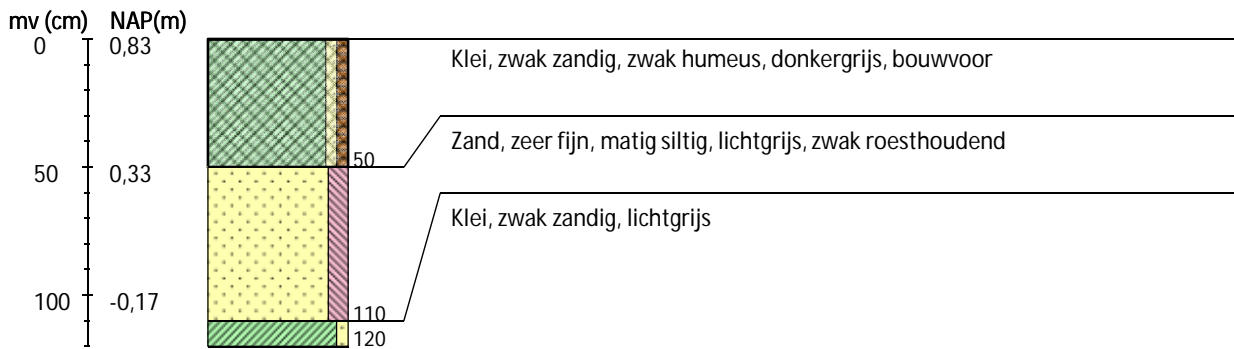 mv (cm) NAP(m)
0 0,83
Klei, zwak zandig, zwak humeus, donkergrijs, bouwvoor
Zand, zeer fijn, matig siltig, lichtgrijs, zwak roesthoudend
50
50 0,33
Klei, zwak zandig, lichtgrijs
100 -0,17
110
120